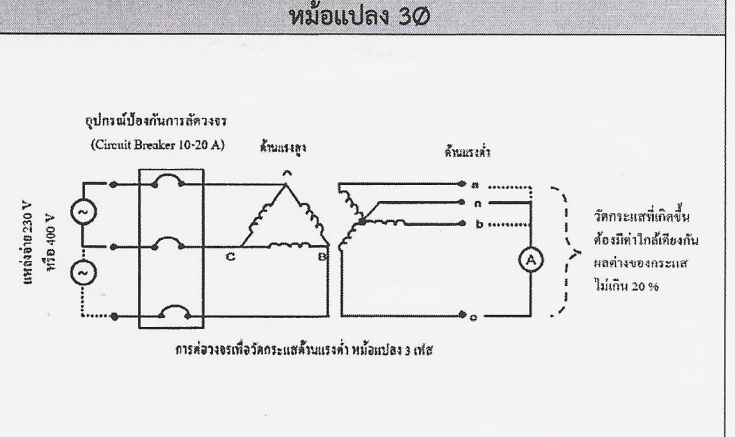 หม้อแปลง 3Ø
อุปกรณ์ป้องกันการลัดวงจร
(Circuit Breaker 10-20 A)
ด้านแรงสูง
ด้านแรงต่ำ
แหล่งจ่าย 230 V
หรือ 400 V
~
~
C
B
a
n
b
c
A
วัดกระแสที่เกิดขึ้น
ต้องมีค่าใกล้เคียงกัน
ผลต่างของกระแส
ไม่เกิน 20 %
การต่อวงจรเพื่อวัดกระแสด้านแรงต่ำ หม้อแปลง 3 เฟส